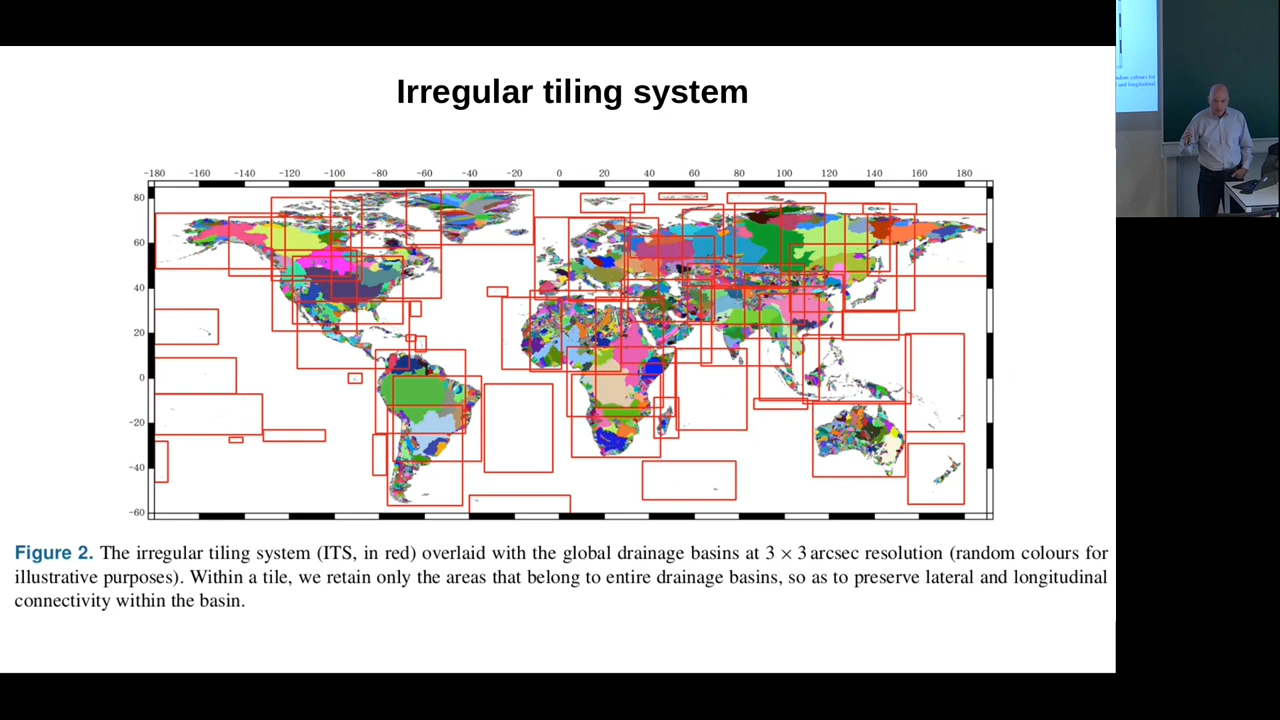 Irregular tiling system
-180 -160 -140 -120 -100 -80 -60 -40 -20 0 20 40 60 80 100 120 140 160 180
80
60
40
20
0
-20
-40
-60
Figure 2. The irregular tiling system (ITS, in red) overlaid with the global drainage basins at 3 × 3 arcsec resolution (random colours for
illustrative purposes). Within a tile, we retain only the areas that belong to entire drainage basins, so as to preserve lateral and longitudinal
connectivity within the basin.
colours for
and longitudinal